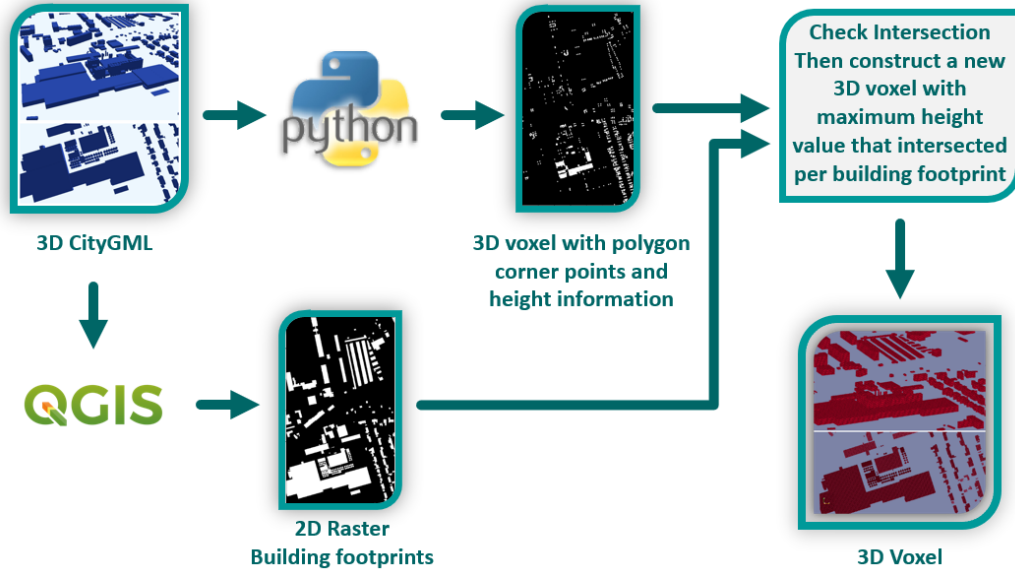 python
Check Intersection
Then construct a new
3D voxel with
maximum height
value that intersected
per building footprint
3D CityGML
3D voxel with polygon
corner points and
height information
QGIS
2D Raster
Building footprints
3D Voxel